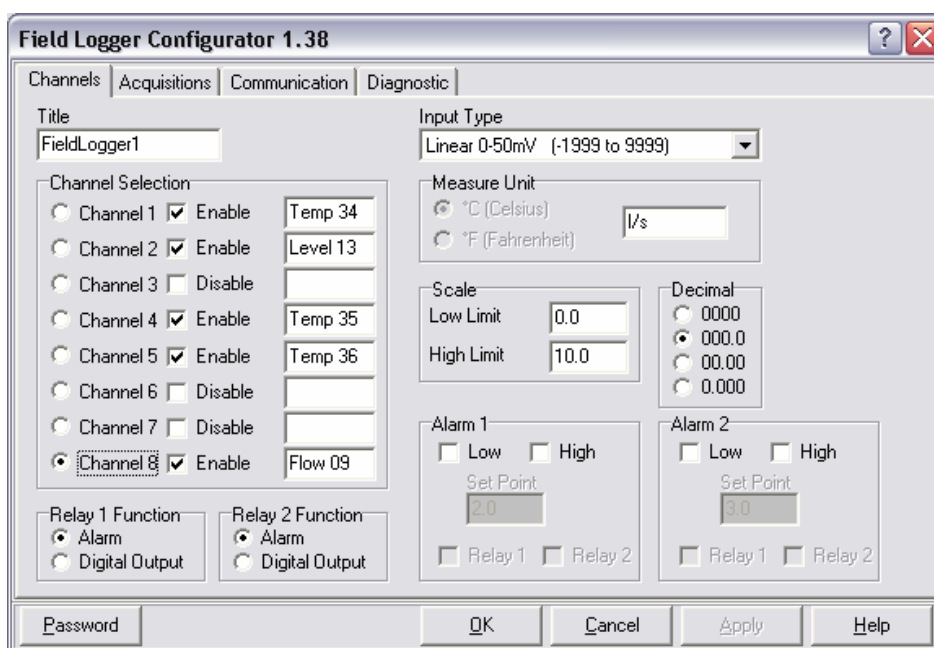 Field Logger Configurator 1.38
Channels Acquisitions Communication Diagnostic
Title
FieldLogger1
Input Type
Linear 0-50mV (-1999 to 9999)
Channel Selection
Channel 1 Enable Temp 34
Channel 2 Enable Level 13
Channel 3 Disable
Channel 4 Enable Temp 35
Channel 5 Enable Temp 36
Channel 6 Disable
Channel 7 Disable
Channel 8 Enable Flow 09
Relay 1 Function
Alarm
Digital Output
Relay 2 Function
Alarm
Digital Output
Measure Unit
°C (Celsius)
°F (Fahrenheit)
l/s
Scale
Low Limit 0.0
High Limit 10.0
Decimal
0000
000.0
00.00
0.000
Alarm 1
Low High
Set Point
2.0
Relay 1 Relay 2
Alarm 2
Low High
Set Point
3.0
Relay 1 Relay 2
Password OK Cancel Apply Help